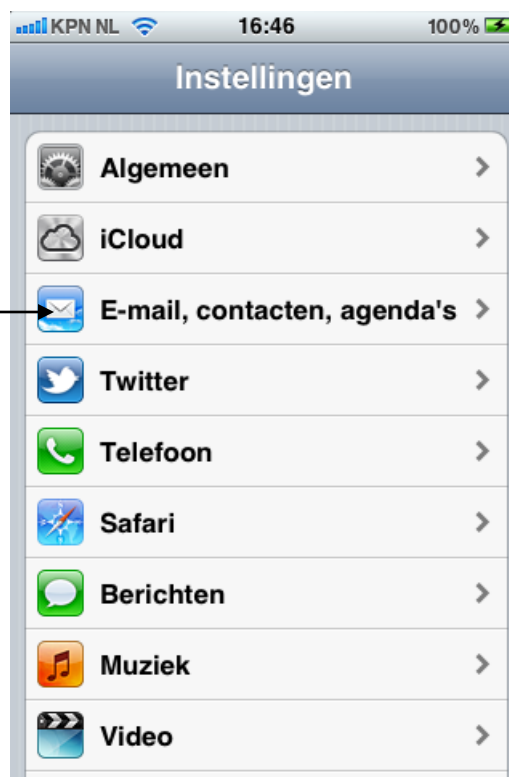 KPN NL 16:46 100%
Instellingen
Algemeen
iCloud
E-mail, contacten, agenda's
Twitter
Telefoon
Safari
Berichten
Muziek
Video